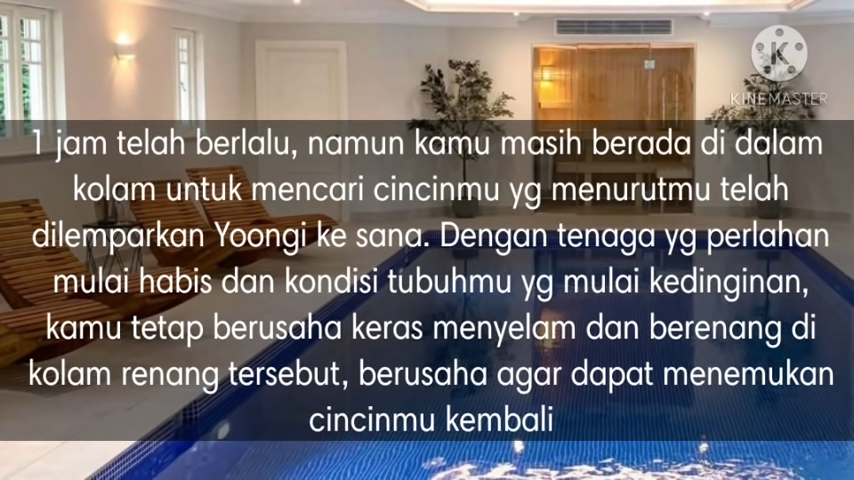 K
KINEMASTER
1 jam telah berlalu, namun kamu masih berada di dalam
kolam untuk mencari cincinmu yg menurutmu telah
dilemparkan Yoongi ke sana. Dengan tenaga yg perlahan
mulai habis dan kondisi tubuhmu yg mulai kedinginan,
kamu tetap berusaha keras menyelam dan berenang di
kolam renang tersebut, berusaha agar dapat menemukan
cincinmu kembali